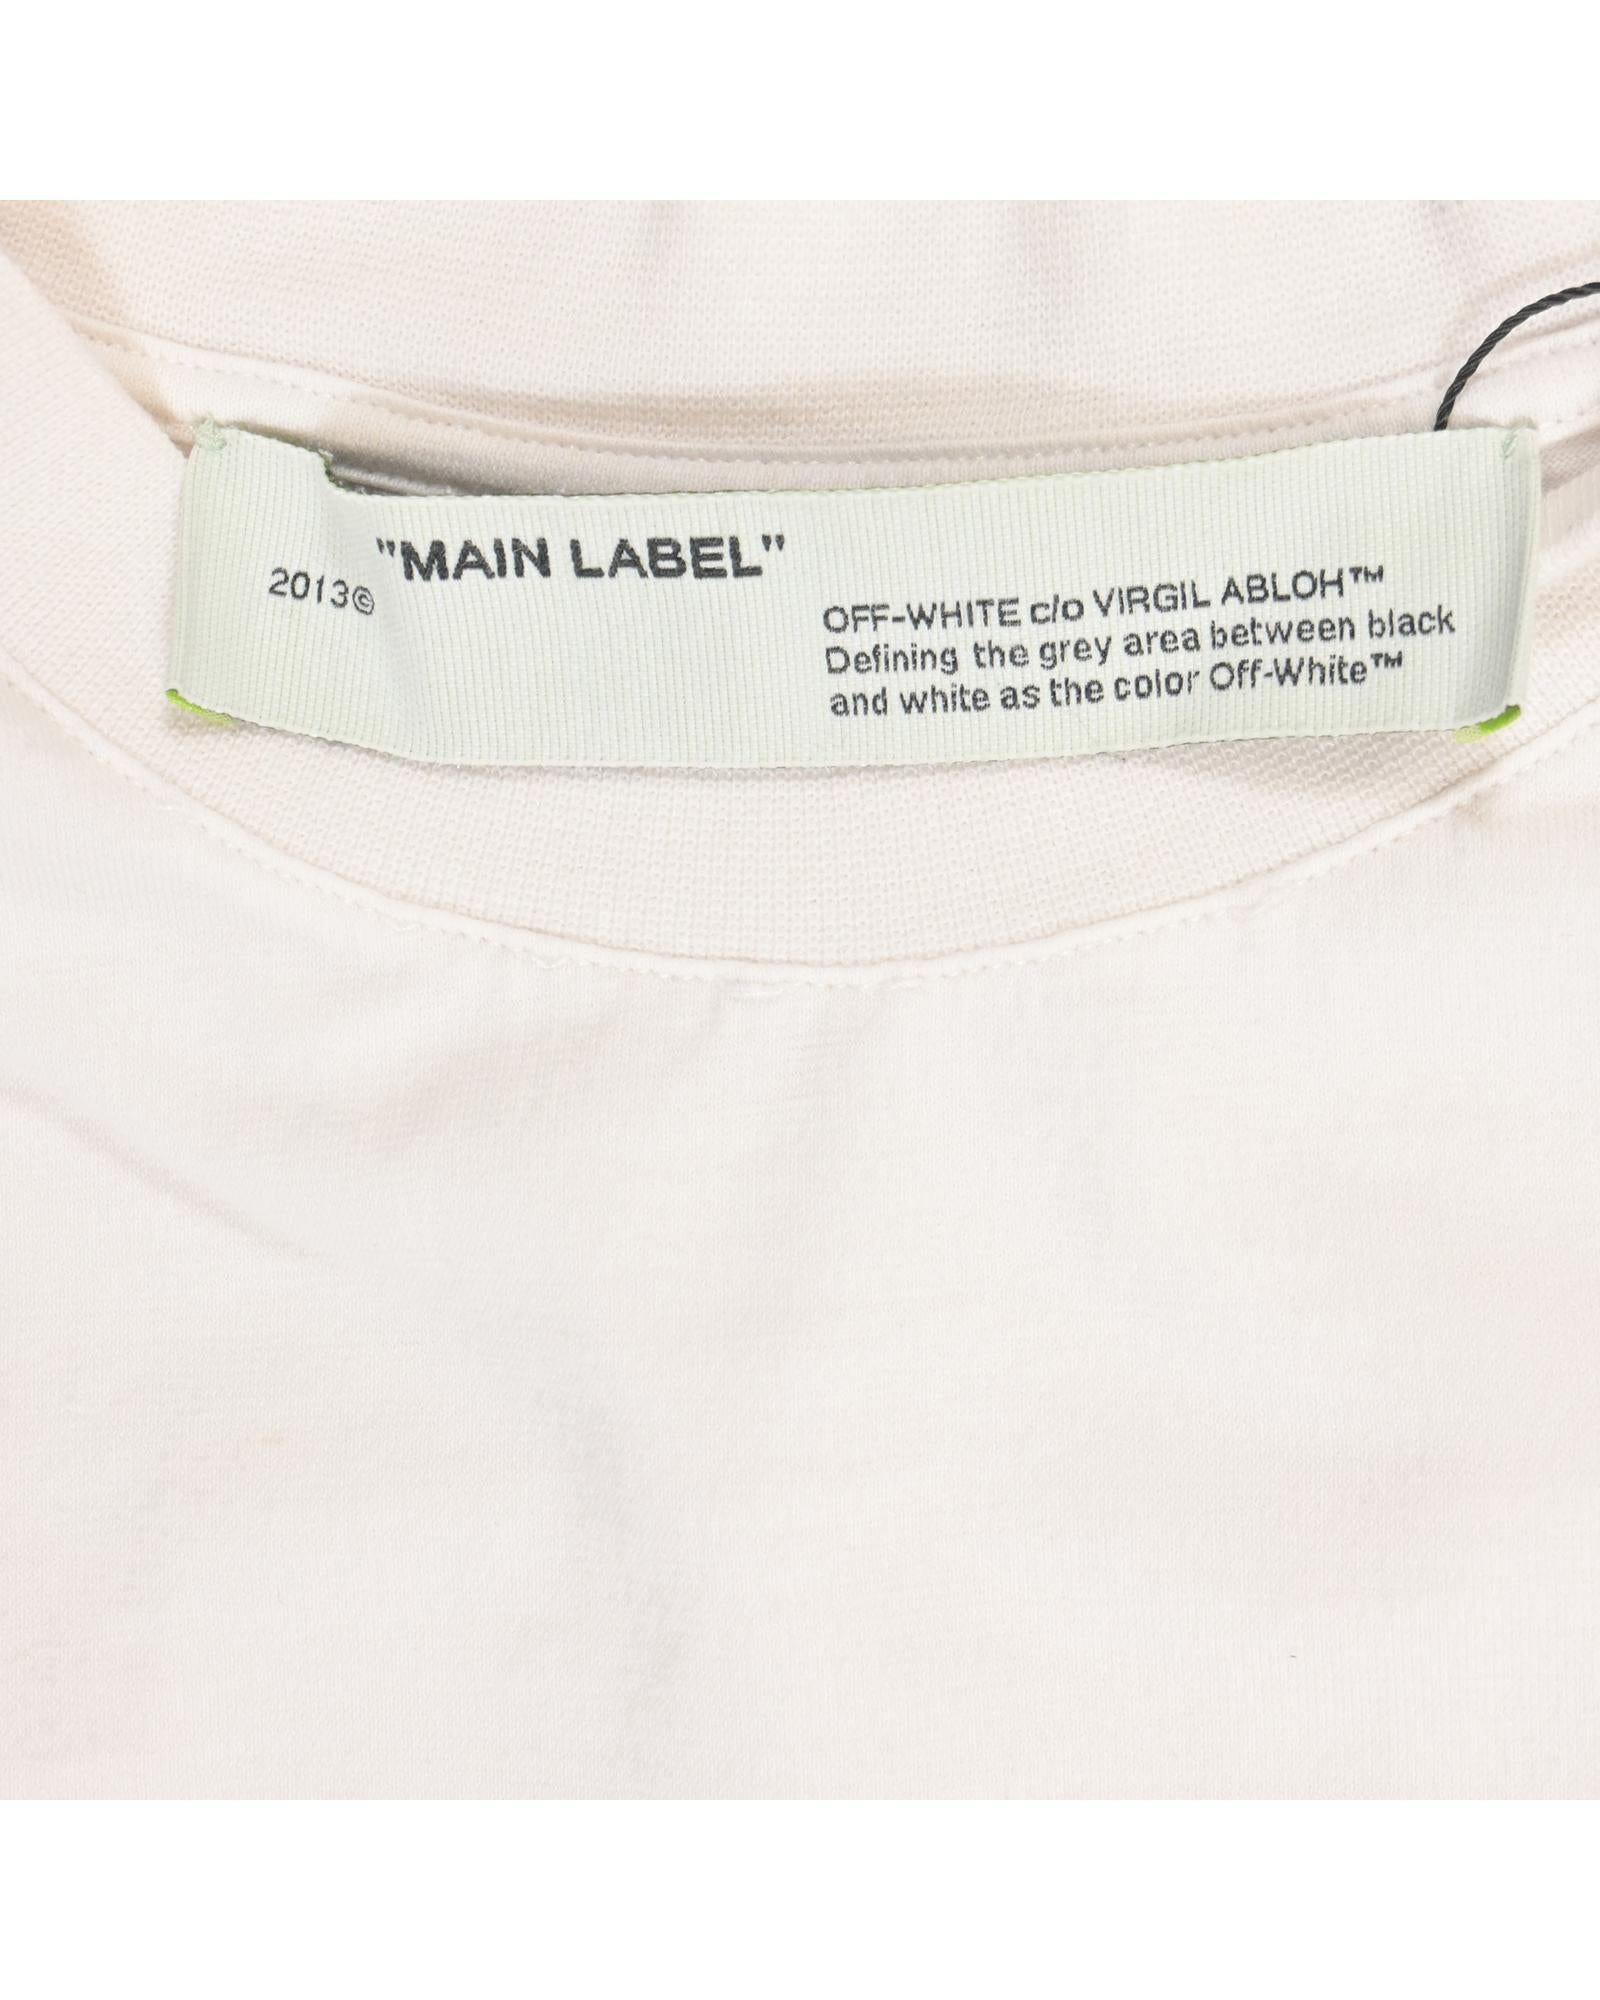 "MAIN LABEL"
2013©
OFF-WHITE c/o VIRGIL ABLOH™
Defining the grey area between black
and white as the color Off-White™